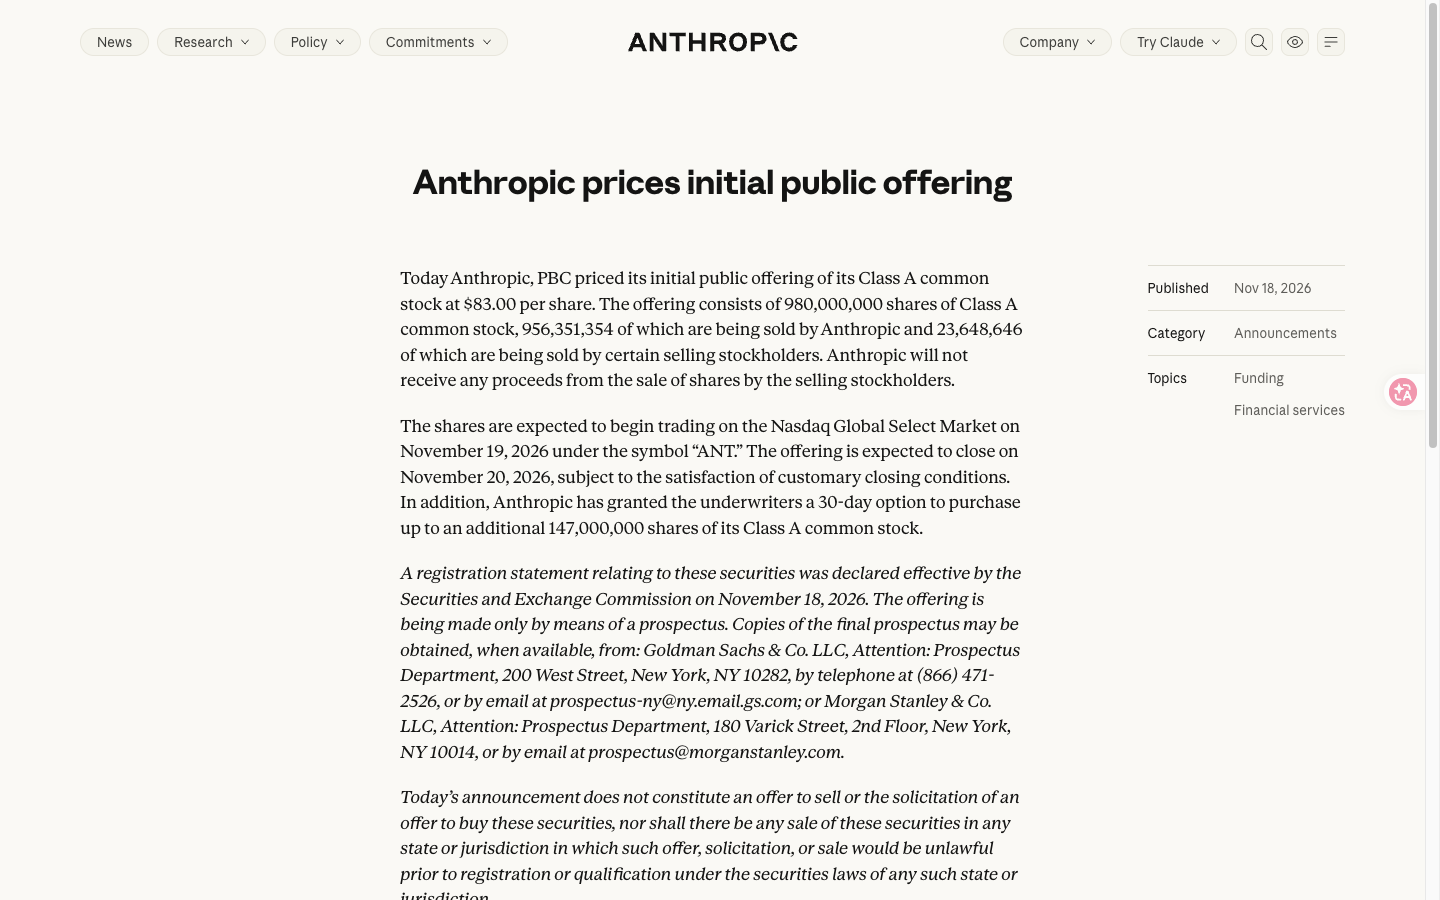 News
Research
Policy
Commitments
ANTHROP\C
Company
Try Claude
Anthropic prices initial public offering
Today Anthropic, PBC priced its initial public offering of its Class A common
stock at $83.00 per share. The offering consists of 980,000,000 shares of Class A
common stock, 956,351,354 of which are being sold by Anthropic and 23,648,646
of which are being sold by certain selling stockholders. Anthropic will not
receive any proceeds from the sale of shares by the selling stockholders.
The shares are expected to begin trading on the Nasdaq Global Select Market on
November 19, 2026 under the symbol “ANT.” The offering is expected to close on
November 20, 2026, subject to the satisfaction of customary closing conditions.
In addition, Anthropic has granted the underwriters a 30-day option to purchase
up to an additional 147,000,000 shares of its Class A common stock.
A registration statement relating to these securities was declared effective by the
Securities and Exchange Commission on November 18, 2026. The offering is
being made only by means of a prospectus. Copies of the final prospectus may be
obtained, when available, from: Goldman Sachs & Co. LLC, Attention: Prospectus
Department, 200 West Street, New York, NY 10282, by telephone at (866) 471-
2526, or by email at prospectus-ny@ny.email.gs.com; or Morgan Stanley & Co.
LLC, Attention: Prospectus Department, 180 Varick Street, 2nd Floor, New York,
NY 10014, or by email at prospectus@morganstanley.com.
Today’s announcement does not constitute an offer to sell or the solicitation of an
offer to buy these securities, nor shall there be any sale of these securities in any
state or jurisdiction in which such offer, solicitation, or sale would be unlawful
prior to registration or qualification under the securities laws of any such state or
jurisdiction.
Published
Nov 18, 2026
Category
Announcements
Topics
Funding
Financial services